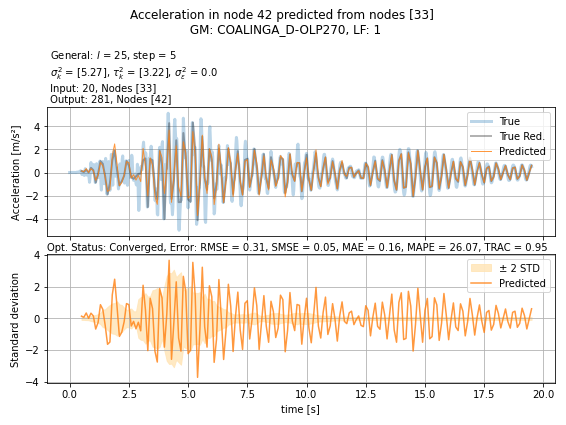 Acceleration in node 42 predicted from nodes [33]
GM: COALINGA_D-OLP270, LF: 1
General: l = 25, step = 5
σ²ₖ = [5.27], τ²ₖ = [3.22], σ²ᵣ = 0.0
Input: 20, Nodes [33]
Output: 281, Nodes [42]
Acceleration [m/s²]
4
2
0
−2
−4
True
True Red.
Predicted
Opt. Status: Converged, Error: RMSE = 0.31, SMSE = 0.05, MAE = 0.16, MAPE = 26.07, TRAC = 0.95
Standard deviation
4
2
0
−2
−4
± 2 STD
Predicted
0.0 2.5 5.0 7.5 10.0 12.5 15.0 17.5 20.0
time [s]